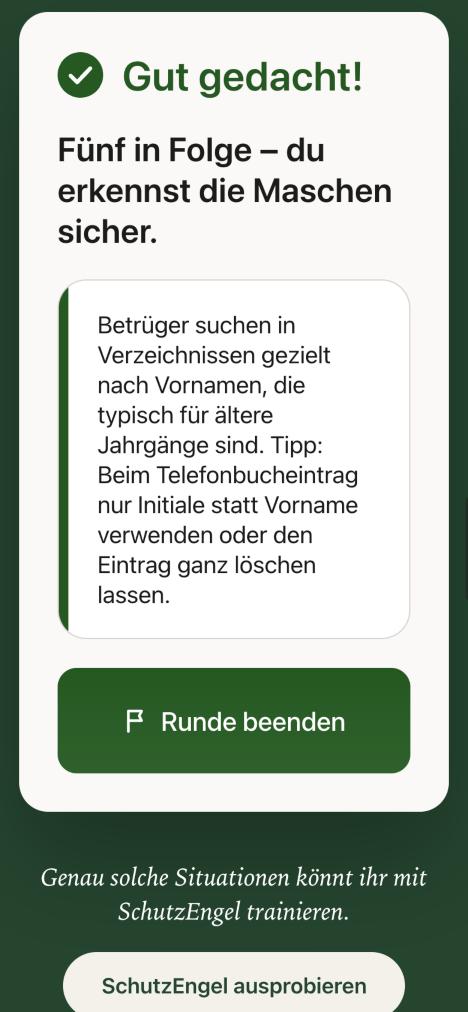 Gut gedacht!
Fünf in Folge – du
erkennst die Maschen
sicher.
Betrüger suchen in
Verzeichnissen gezielt
nach Vornamen, die
typisch für ältere
Jahrgänge sind. Tipp:
Beim Telefonbucheintrag
nur Initiale statt Vorname
verwenden oder den
Eintrag ganz löschen
lassen.
Runde beenden
Genau solche Situationen könnt ihr mit
SchutzEngel trainieren.
SchutzEngel ausprobieren